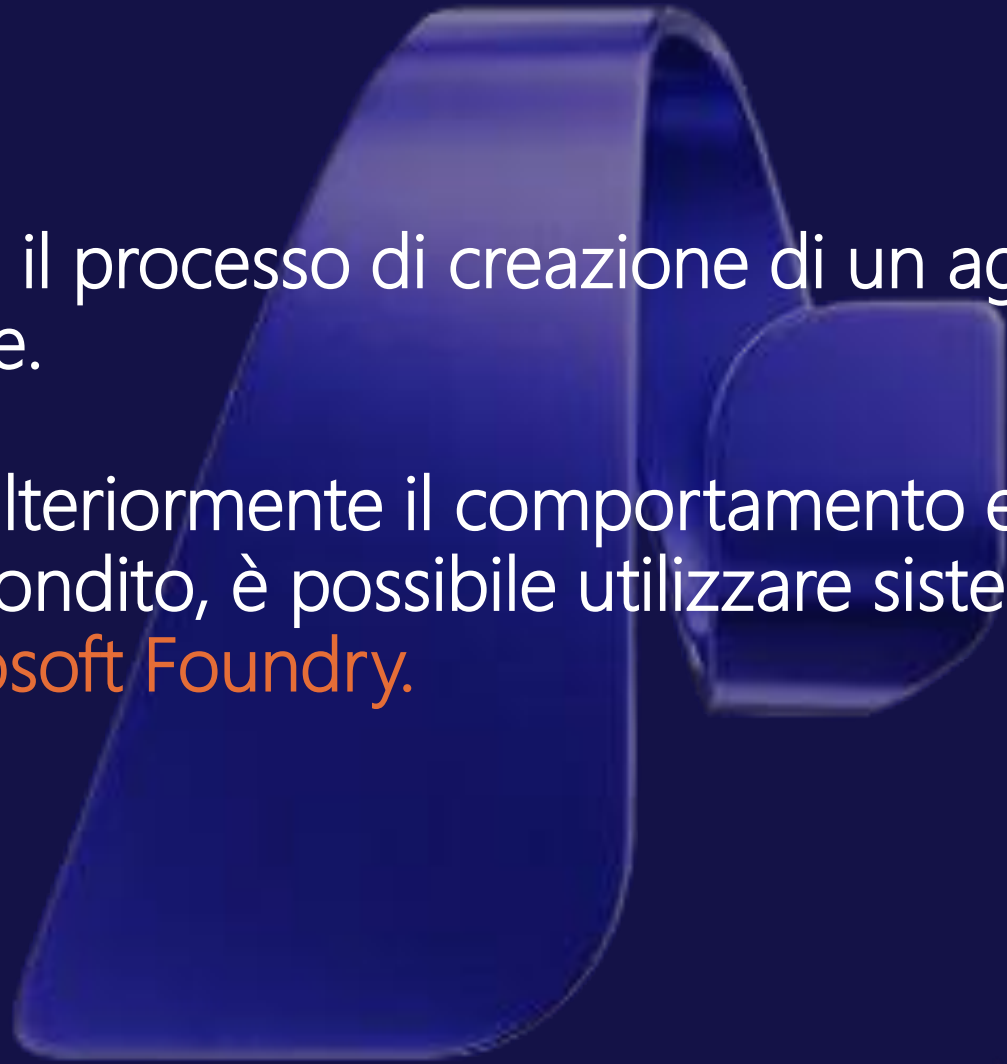 il processo di creazione di un ag
e.
lteriormente il comportamento e
ondito, è possibile utilizzare siste
osoft Foundry.